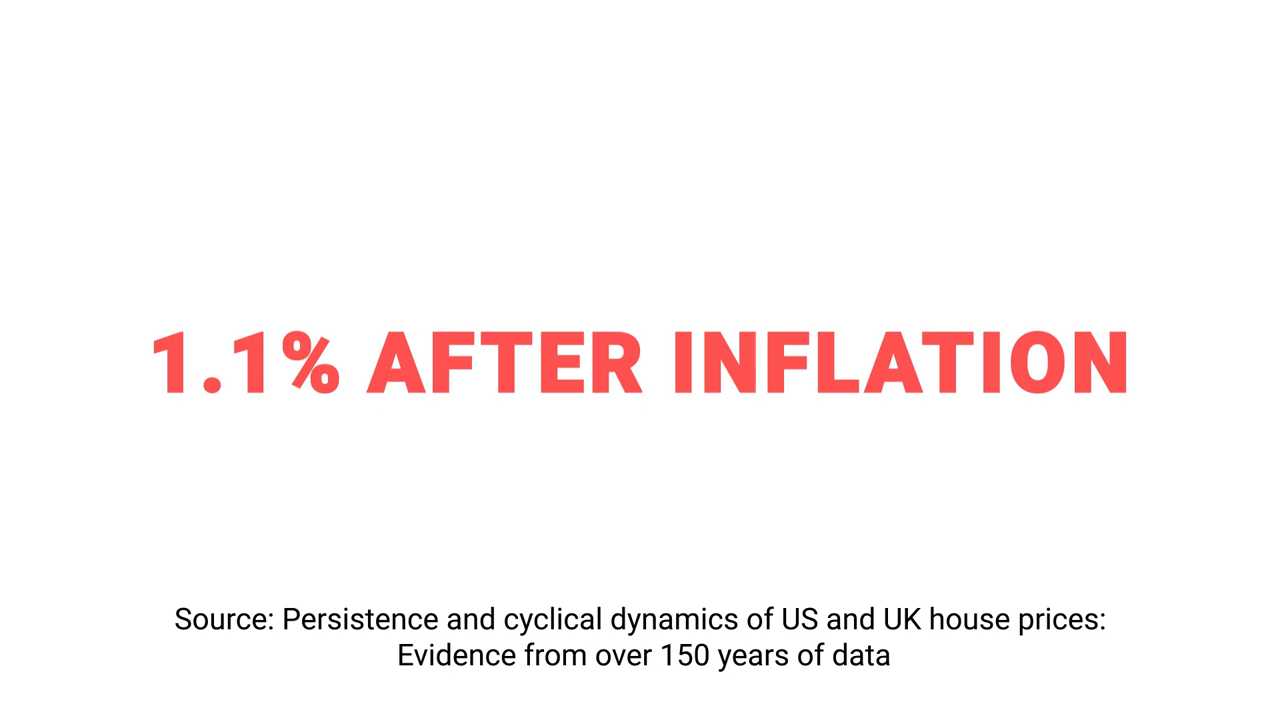 1.1% AFTER INFLATION
Source: Persistence and cyclical dynamics of US and UK house prices:
Evidence from over 150 years of data